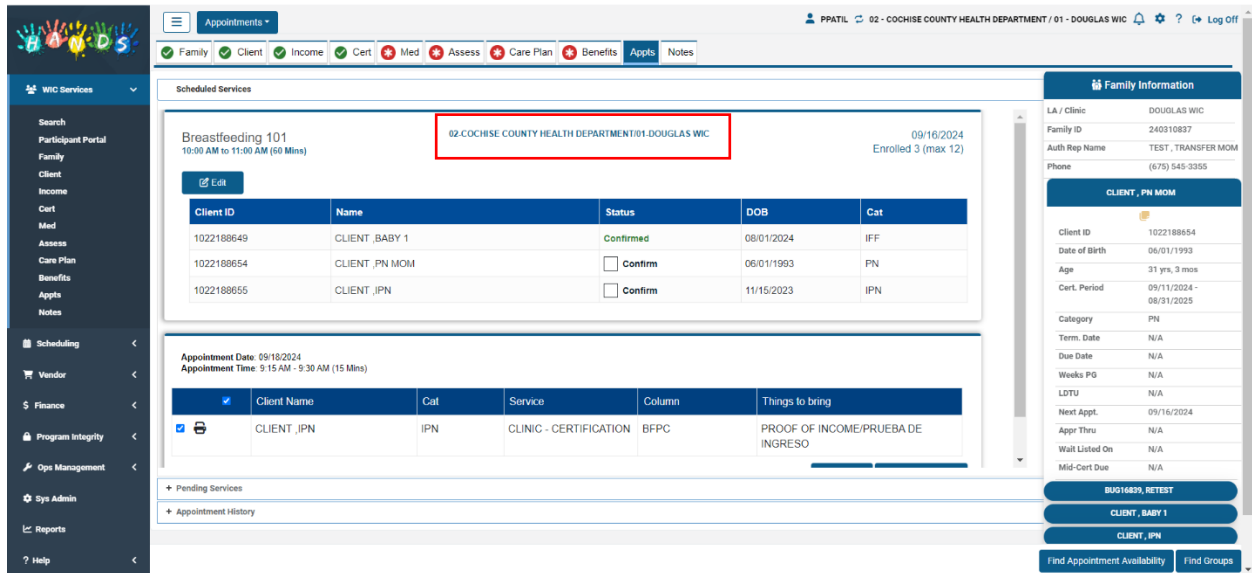 HANDS
Appointments
PPATIL 02 - COCHISE COUNTY HEALTH DEPARTMENT / 01 - DOUGLAS WIC ? Log Off
Family Client Income Cert Med Assess Care Plan Benefits Appts Notes
WIC Services
Search
Participant Portal
Family
Client
Income
Cert
Med
Assess
Care Plan
Benefits
Appts
Notes
Scheduling
Vendor
$ Finance
Program Integrity
Ops Management
Sys Admin
Reports
? Help
Scheduled Services
Breastfeeding 101
10:00 AM to 11:00 AM (60 Mins)
02-COCHISE COUNTY HEALTH DEPARTMENT/01-DOUGLAS WIC
09/16/2024
Enrolled 3 (max 12)
Edit
Client ID Name Status DOB Cat
1022188649 CLIENT ,BABY 1 Confirmed 08/01/2024 IFF
1022188654 CLIENT ,PN MOM Confirm 06/01/1993 PN
1022188655 CLIENT ,IPN Confirm 11/15/2023 IPN
Appointment Date: 09/18/2024
Appointment Time: 9:15 AM - 9:30 AM (15 Mins)
Client Name Cat Service Column Things to bring
CLIENT ,IPN IPN CLINIC - CERTIFICATION BFPC PROOF OF INCOME/PRUEBA DE
INGRESO
+ Pending Services
+ Appointment History
Family Information
LA / Clinic DOUGLAS WIC
Family ID 240310837
Auth Rep Name TEST , TRANSFER MOM
Phone (675) 545-3355
CLIENT , PN MOM
Client ID 1022188654
Date of Birth 06/01/1993
Age 31 yrs, 3 mos
Cert. Period 09/11/2024 -
08/31/2025
Category PN
Term. Date N/A
Due Date N/A
Weeks PG N/A
LDTU N/A
Next Appt. 09/16/2024
Appr Thru N/A
Wait Listed On N/A
Mid-Cert Due N/A
BUG16839, RETEST
CLIENT , BABY 1
CLIENT , IPN
Find Appointment Availability Find Groups